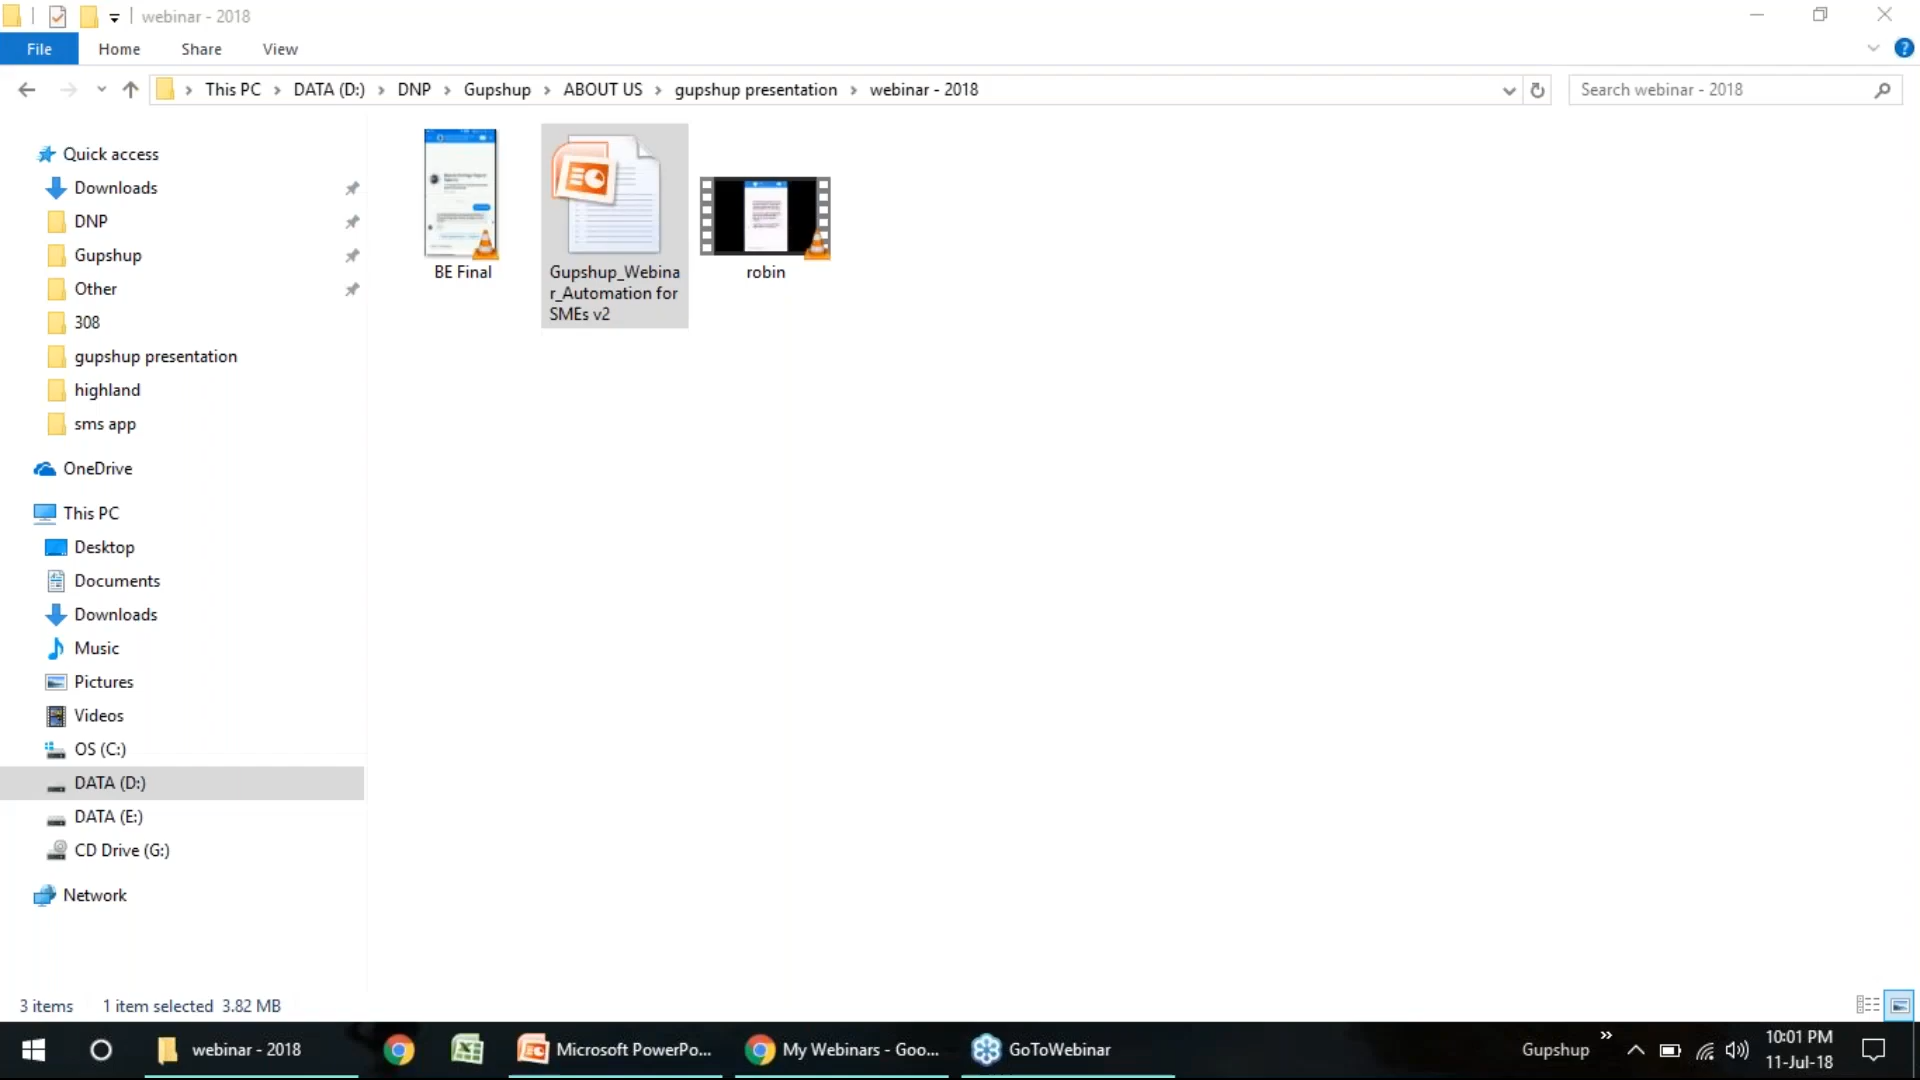 webinar - 2018
File Home Share View
This PC DATA (D:) DNP Gupshup ABOUT US gupshup presentation webinar - 2018
Search webinar - 2018
Quick access
Downloads
DNP
Gupshup
Other
308
gupshup presentation
highland
sms app
OneDrive
This PC
Desktop
Documents
Downloads
Music
Pictures
Videos
OS (C:)
DATA (D:)
DATA (E:)
CD Drive (G:)
Network
BE Final
Gupshup_Webina
r_Automation for
SMEs v2
robin
3 items 1 item selected 3.82 MB
webinar - 2018
Microsoft PowerPo...
My Webinars - Goo...
GoToWebinar
Gupshup
10:01 PM
11-Jul-18